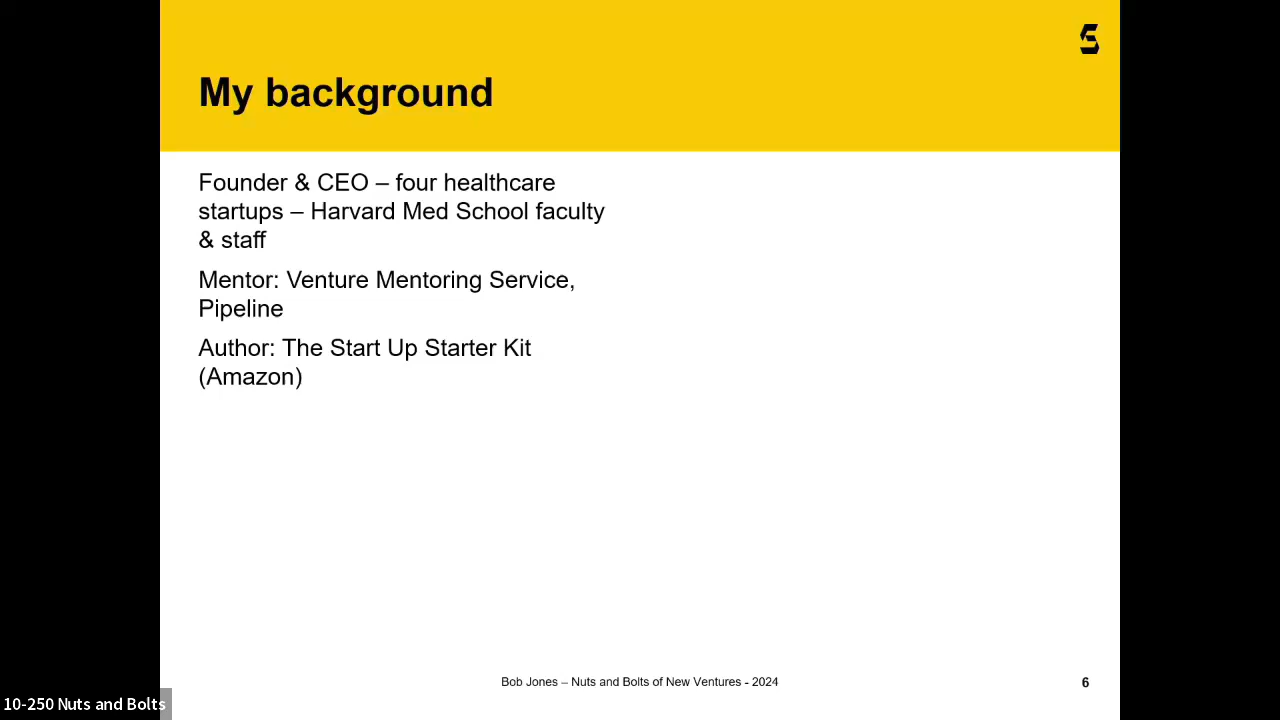 My background
Founder & CEO – four healthcare
startups – Harvard Med School faculty
& staff
Mentor: Venture Mentoring Service,
Pipeline
Author: The Start Up Starter Kit
(Amazon)
Bob Jones – Nuts and Bolts of New Ventures - 2024
6
10-250 Nuts and Bolts